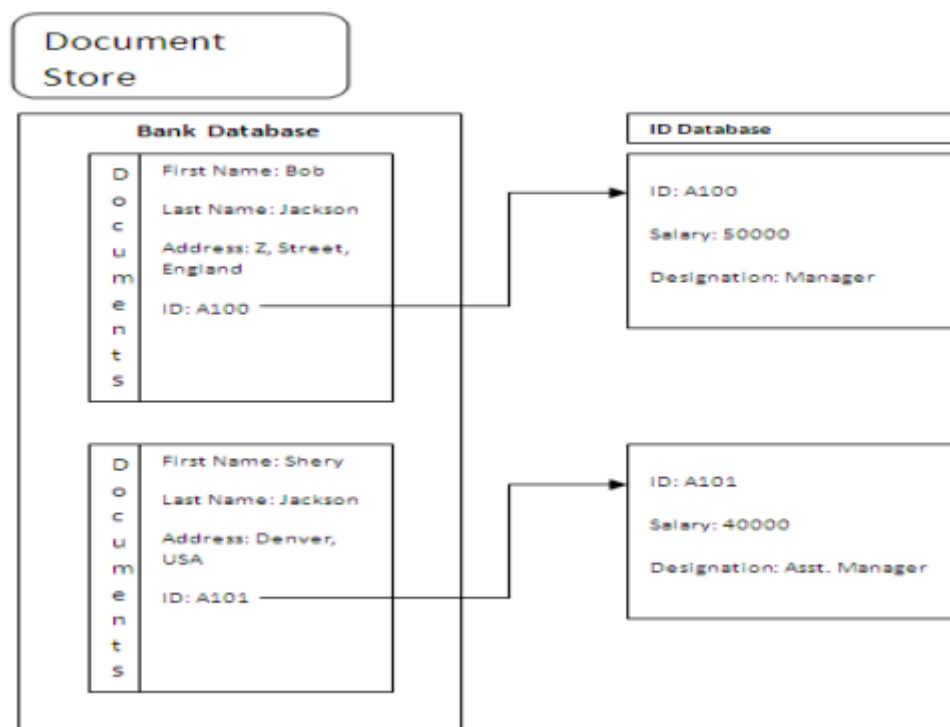 Document
Store
Bank Database
D
o
c
u
m
e
n
t
s
First Name: Bob
Last Name: Jackson
Address: Z, Street,
England
ID: A100
D
o
c
u
m
e
n
t
s
First Name: Shery
Last Name: Jackson
Address: Denver,
USA
ID: A101
ID Database
ID: A100
Salary: 50000
Designation: Manager
ID: A101
Salary: 40000
Designation: Asst. Manager